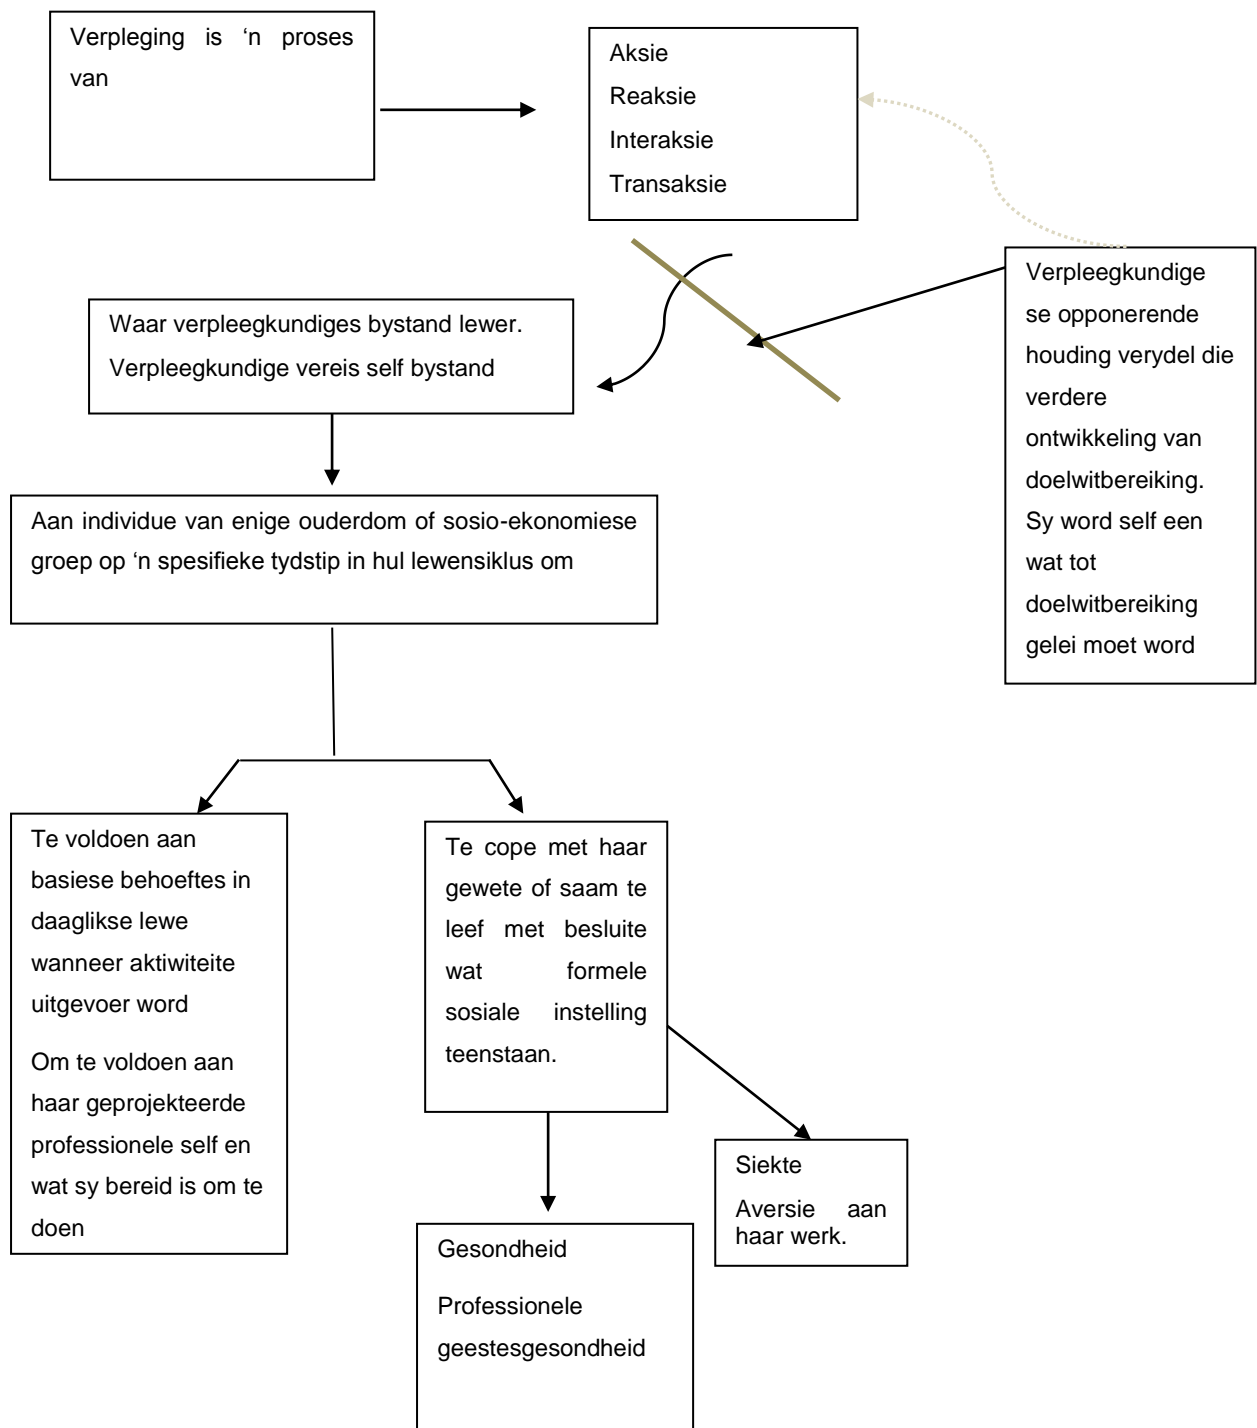 Verpleging is ‘n proses
van
Aksie
Reaksie
Interaksie
Transaksie
Verpleegkundige
se opponerende
houding verydel die
verdere
ontwikkeling van
doelwitbereiking.
Sy word self een
wat tot
doelwitbereiking
gelei moet word
Waar verpleegkundiges bystand lewer.
Verpleegkundige vereis self bystand
Aan individue van enige ouderdom of sosio-ekonomiese
groep op ‘n spesifieke tydstip in hul lewensiklus om
Te voldoen aan
basiese behoeftes in
daaglikse lewe
wanneer aktiwiteite
uitgevoer word
Om te voldoen aan
haar geprojekteerde
professionele self en
wat sy bereid is om te
doen
Te cope met haar
gewete of saam te
leef met besluite
wat formele
sosiale instelling
teenstaan.
Siekte
Aversie aan
haar werk.
Gesondheid
Professionele
geestesgesondheid